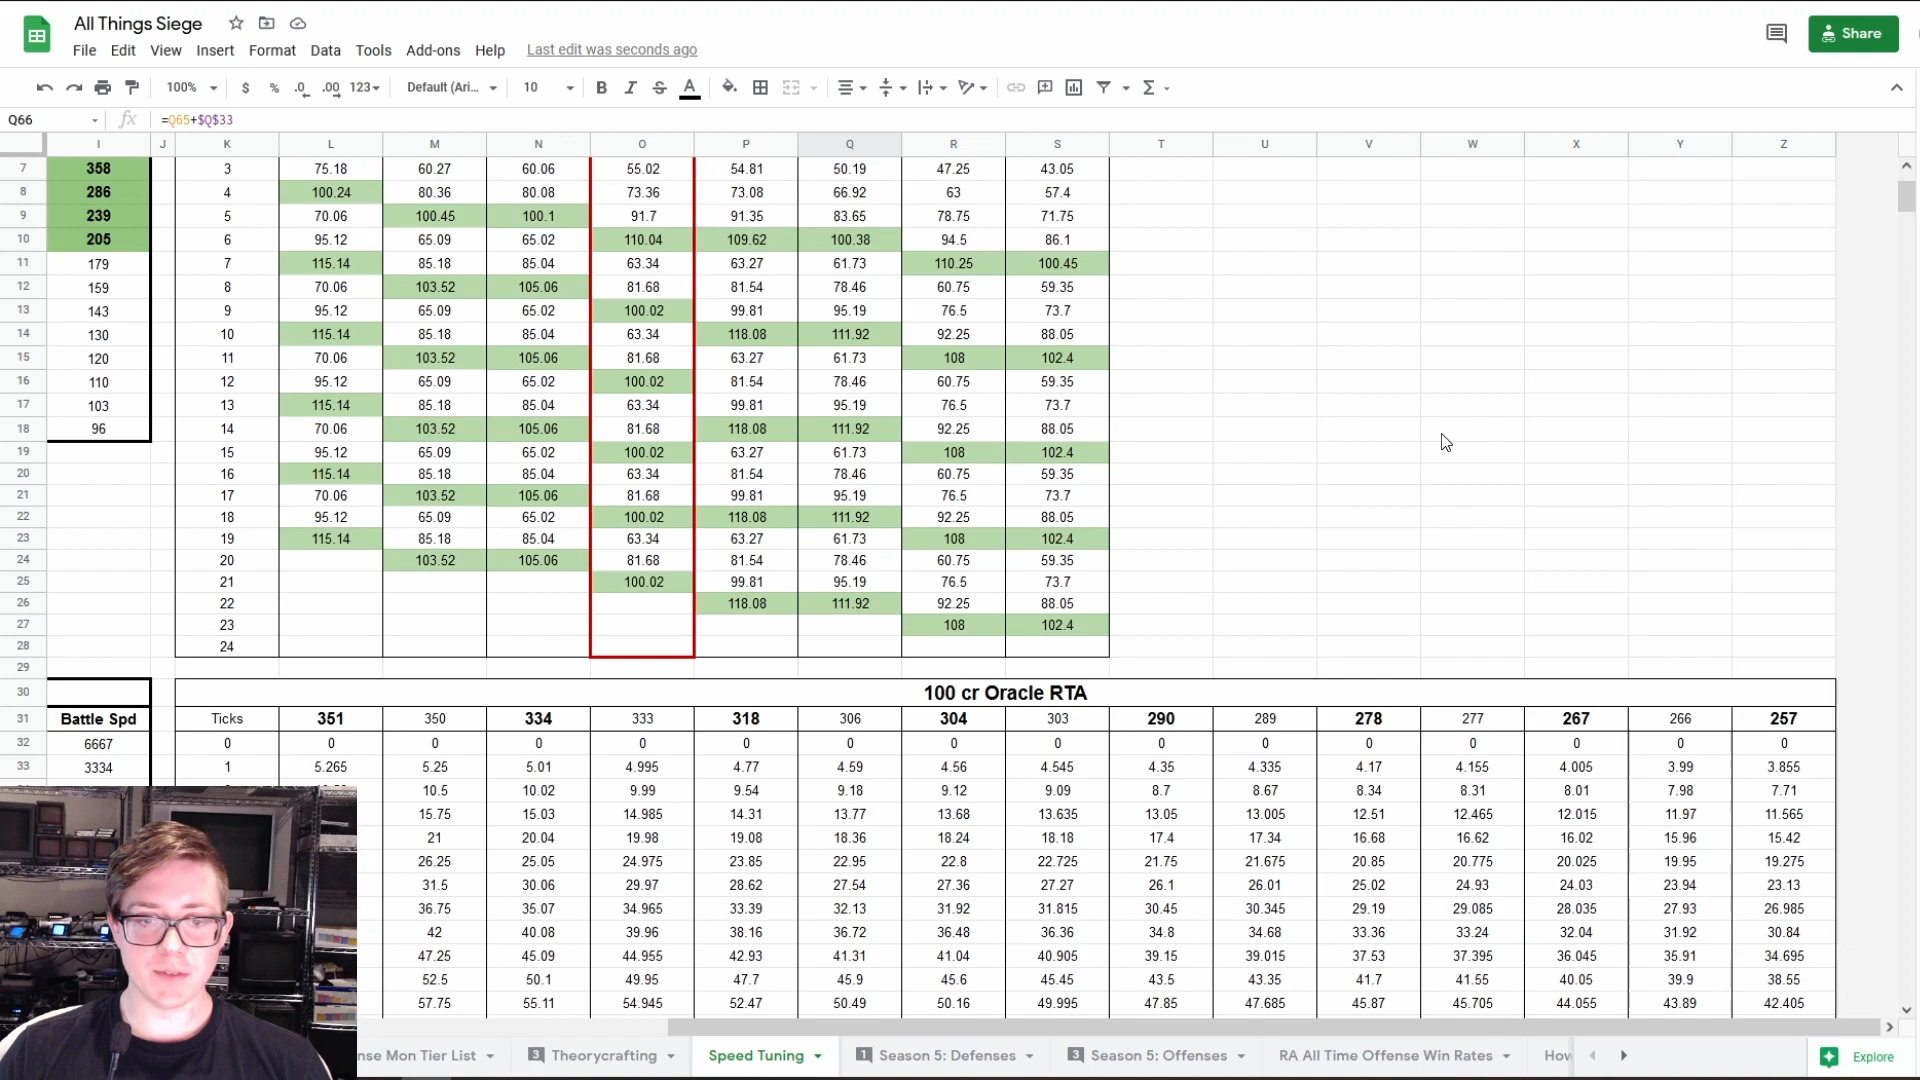 All Things Siege
File Edit View Insert Format Data Tools Add-ons Help Last edit was seconds ago
Share
100% $ % .0 .00 123 Default (Ari... 10 B I S A
Q66 fx =Q65+$Q$33
I J K L M N O P Q R S T U V W X Y Z
7 358 3 75.18 60.27 60.06 55.02 54.81 50.19 47.25 43.05
8 286 4 100.24 80.36 80.08 73.36 73.08 66.92 63 57.4
9 239 5 70.06 100.45 100.1 91.7 91.35 83.65 78.75 71.75
10 205 6 95.12 65.09 65.02 110.04 109.62 100.38 94.5 86.1
11 179 7 115.14 85.18 85.04 63.34 63.27 61.73 110.25 100.45
12 159 8 70.06 103.52 105.06 81.68 81.54 78.46 60.75 59.35
13 143 9 95.12 65.09 65.02 100.02 99.81 95.19 76.5 73.7
14 130 10 115.14 85.18 85.04 63.34 118.08 111.92 92.25 88.05
15 120 11 70.06 103.52 105.06 81.68 63.27 61.73 108 102.4
16 110 12 95.12 65.09 65.02 100.02 81.54 78.46 60.75 59.35
17 103 13 115.14 85.18 85.04 63.34 99.81 95.19 76.5 73.7
18 96 14 70.06 103.52 105.06 81.68 118.08 111.92 92.25 88.05
19 15 95.12 65.09 65.02 100.02 63.27 61.73 108 102.4
20 16 115.14 85.18 85.04 63.34 81.54 78.46 60.75 59.35
21 17 70.06 103.52 105.06 81.68 99.81 95.19 76.5 73.7
22 18 95.12 65.09 65.02 100.02 118.08 111.92 92.25 88.05
23 19 115.14 85.18 85.04 63.34 63.27 61.73 108 102.4
24 20 103.52 105.06 81.68 81.54 78.46 60.75 59.35
25 21 100.02 99.81 95.19 76.5 73.7
26 22 118.08 111.92 92.25 88.05
27 23 108 102.4
28 24
29
30 100 cr Oracle RTA
31 Battle Spd Ticks 351 350 334 333 318 306 304 303 290 289 278 277 267 266 257
32 6667 0 0 0 0 0 0 0 0 0 0 0 0 0 0 0 0
33 3334 1 5.265 5.25 5.01 4.995 4.77 4.59 4.56 4.545 4.35 4.335 4.17 4.155 4.005 3.99 3.855
10.5 10.02 9.99 9.54 9.18 9.12 9.09 8.7 8.67 8.34 8.31 8.01 7.98 7.71
15.75 15.03 14.985 14.31 13.77 13.68 13.635 13.05 13.005 12.51 12.465 12.015 11.97 11.565
21 20.04 19.98 19.08 18.36 18.24 18.18 17.4 17.34 16.68 16.62 16.02 15.96 15.42
26.25 25.05 24.975 23.85 22.95 22.8 22.725 21.75 21.675 20.85 20.775 20.025 19.95 19.275
31.5 30.06 29.97 28.62 27.54 27.36 27.27 26.1 26.01 25.02 24.93 24.03 23.94 23.13
36.75 35.07 34.965 33.39 32.13 31.92 31.815 30.45 30.345 29.19 29.085 28.035 27.93 26.985
42 40.08 39.96 38.16 36.72 36.48 36.36 34.8 34.68 33.36 33.24 32.04 31.92 30.84
47.25 45.09 44.955 42.93 41.31 41.04 40.905 39.15 39.015 37.53 37.395 36.045 35.91 34.695
52.5 50.1 49.95 47.7 45.9 45.6 45.45 43.5 43.35 41.7 41.55 40.05 39.9 38.55
57.75 55.11 54.945 52.47 50.49 50.16 49.995 47.85 47.685 45.87 45.705 44.055 43.89 42.405
nse Mon Tier List 3 Theorycrafting Speed Tuning 1 Season 5: Defenses 3 Season 5: Offenses RA All Time Offense Win Rates Explore